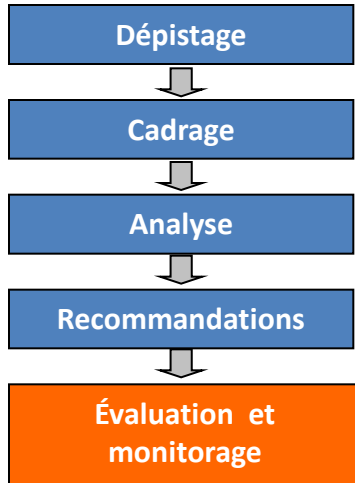 Dépistage
Cadrage
Analyse
Recommandations
Évaluation et
monitorage